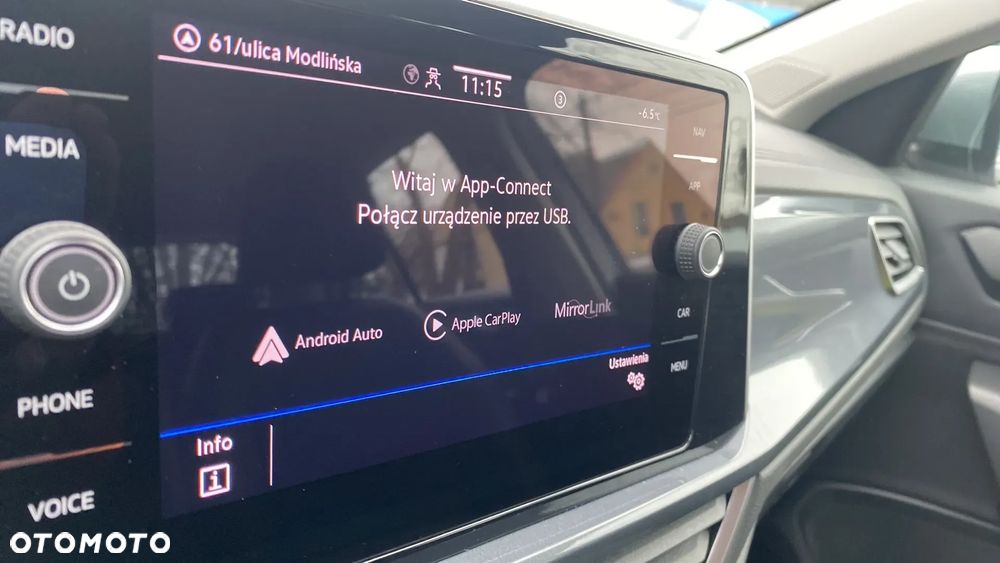 RADIO
MEDIA
PHONE
VOICE
61/ulica Modlińska
11:15
3
-6.5°C
Witaj w App-Connect
Połącz urządzenie przez USB.
Android Auto
Apple CarPlay
MirrorLink
Ustawienia
Info
i
NAV
APP
CAR
MENU
OTOMOTO